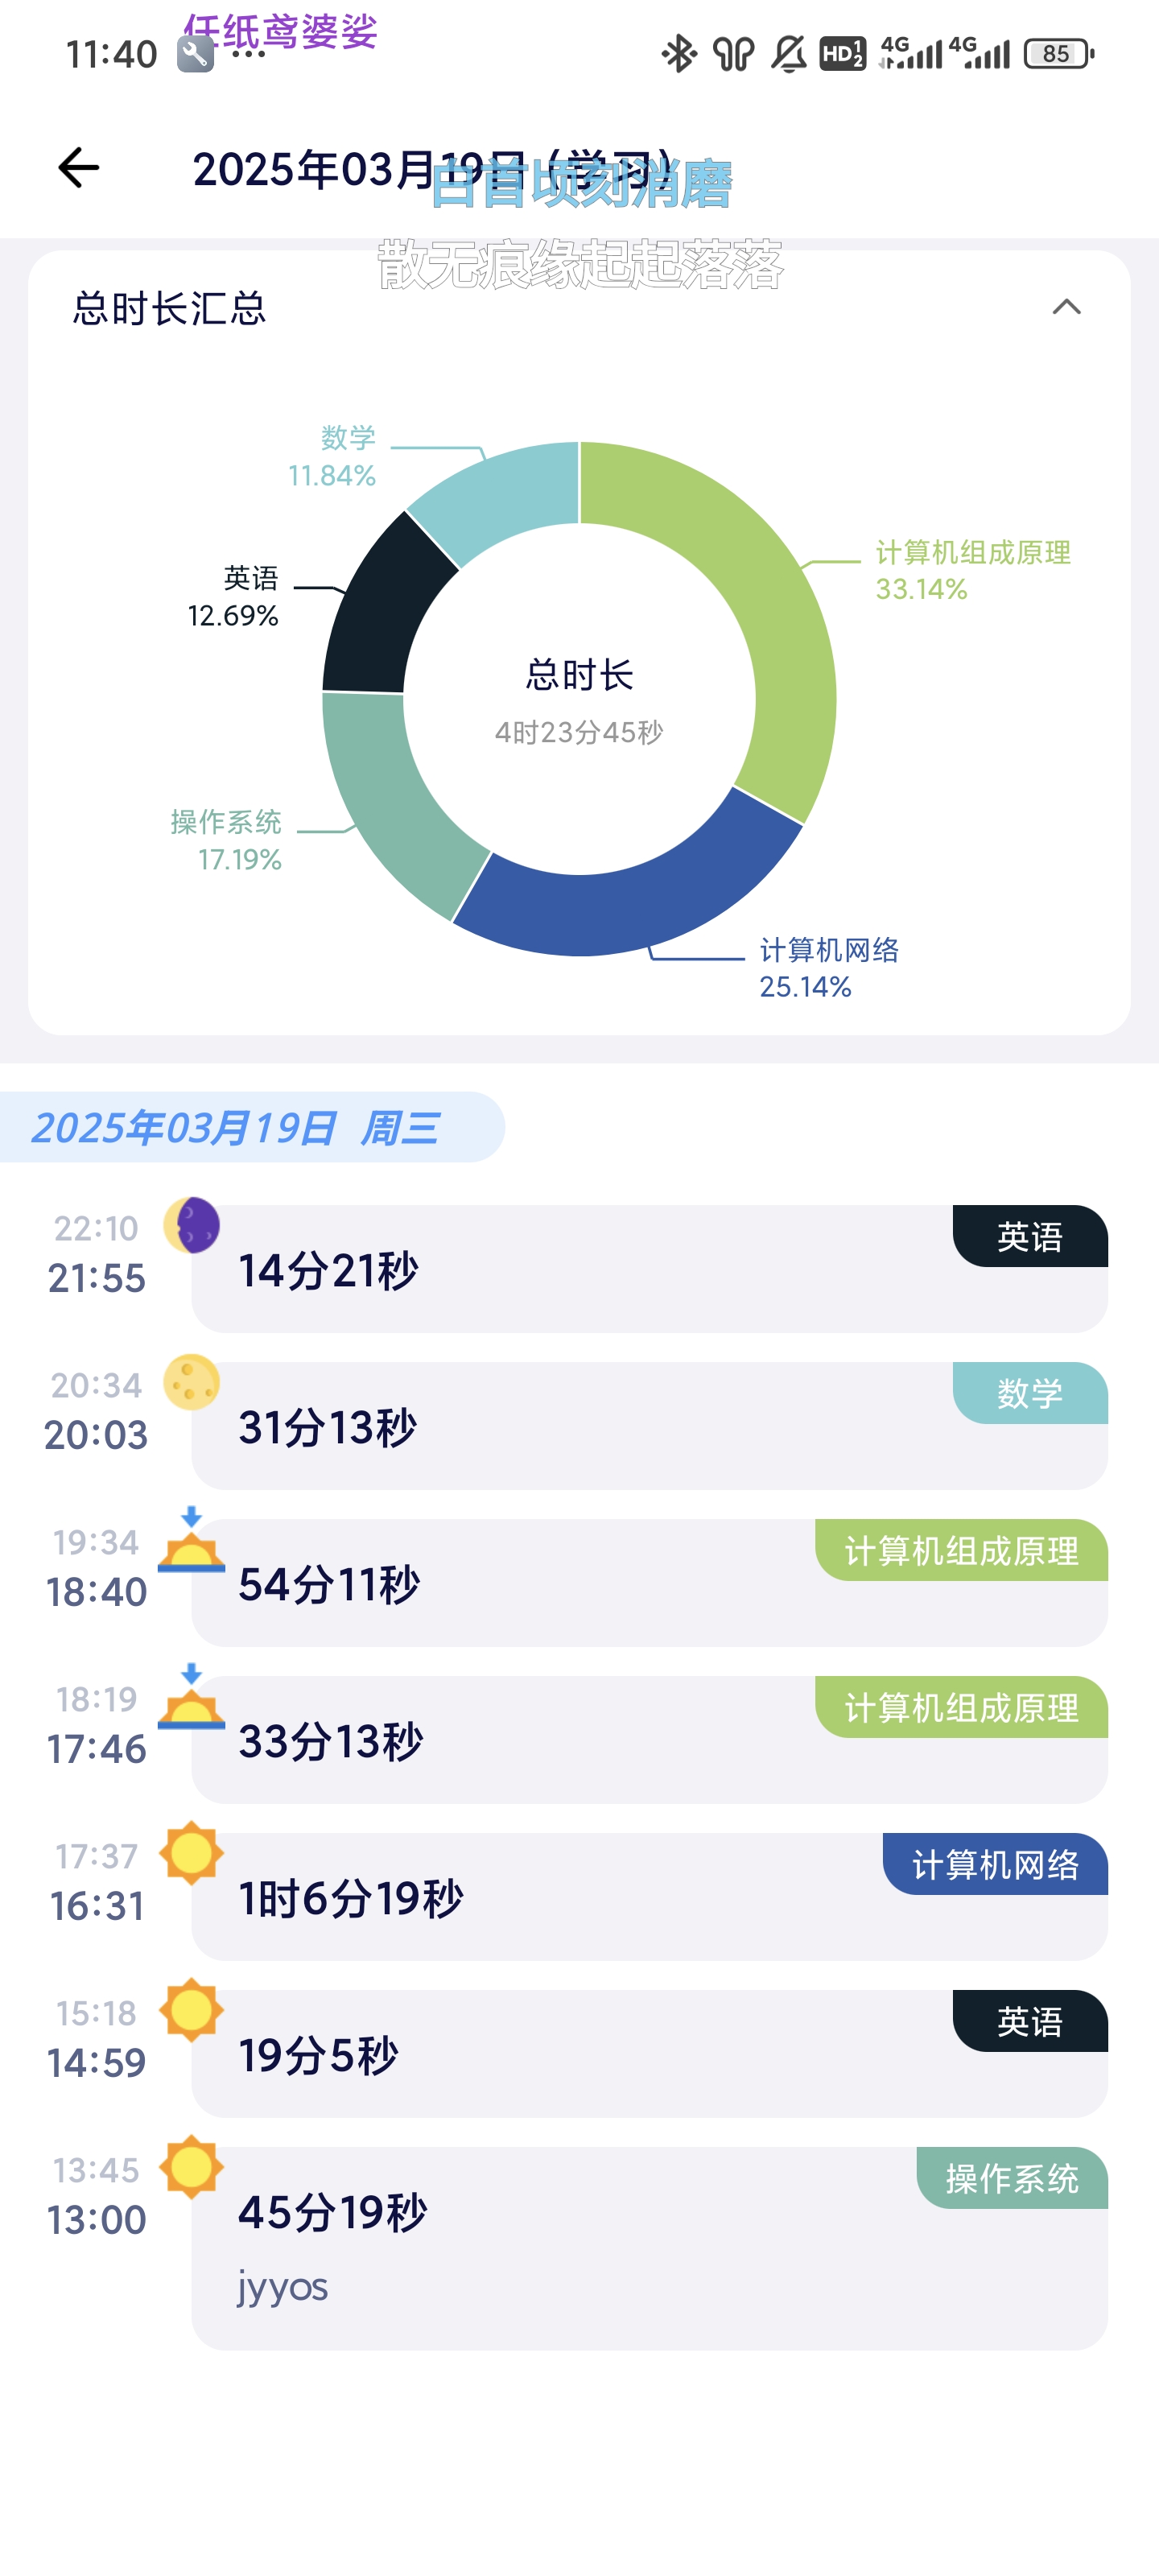 任纸鸢婆娑
11:40 ... HD 1 2 4G 4G 85
2025年03月19日 (学习)
白首顷刻消磨
散无痕缘起起落落
总时长汇总
数学
11.84%
计算机组成原理
33.14%
英语
12.69%
总时长
4时23分45秒
操作系统
17.19%
计算机网络
25.14%
2025年03月19日 周三
22:10
21:55
14分21秒
英语
20:34
20:03
31分13秒
数学
19:34
18:40
54分11秒
计算机组成原理
18:19
17:46
33分13秒
计算机组成原理
17:37
16:31
1时6分19秒
计算机网络
15:18
14:59
19分5秒
英语
13:45
13:00
45分19秒
操作系统
jyyos